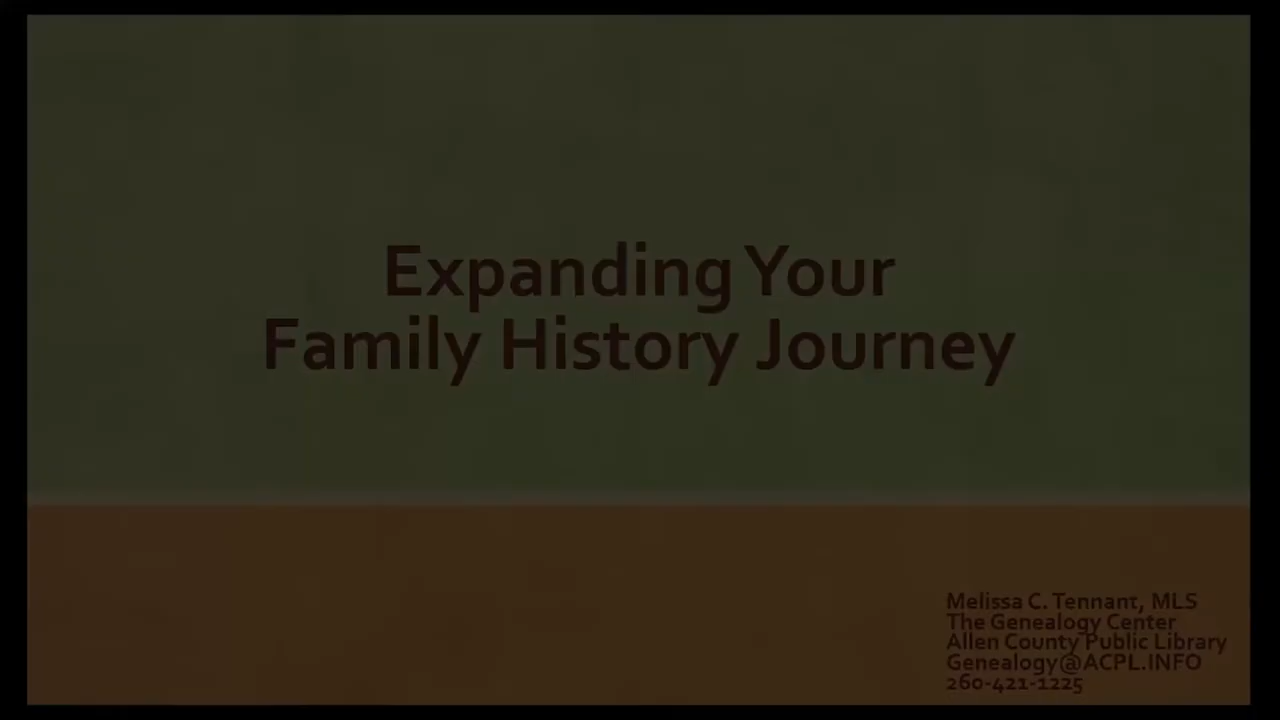 Expanding Your
Family History Journey
Melissa C. Tennant, MLS
The Genealogy Center
Allen County Public Library
Genealogy@ACPL.INFO
260-421-1225